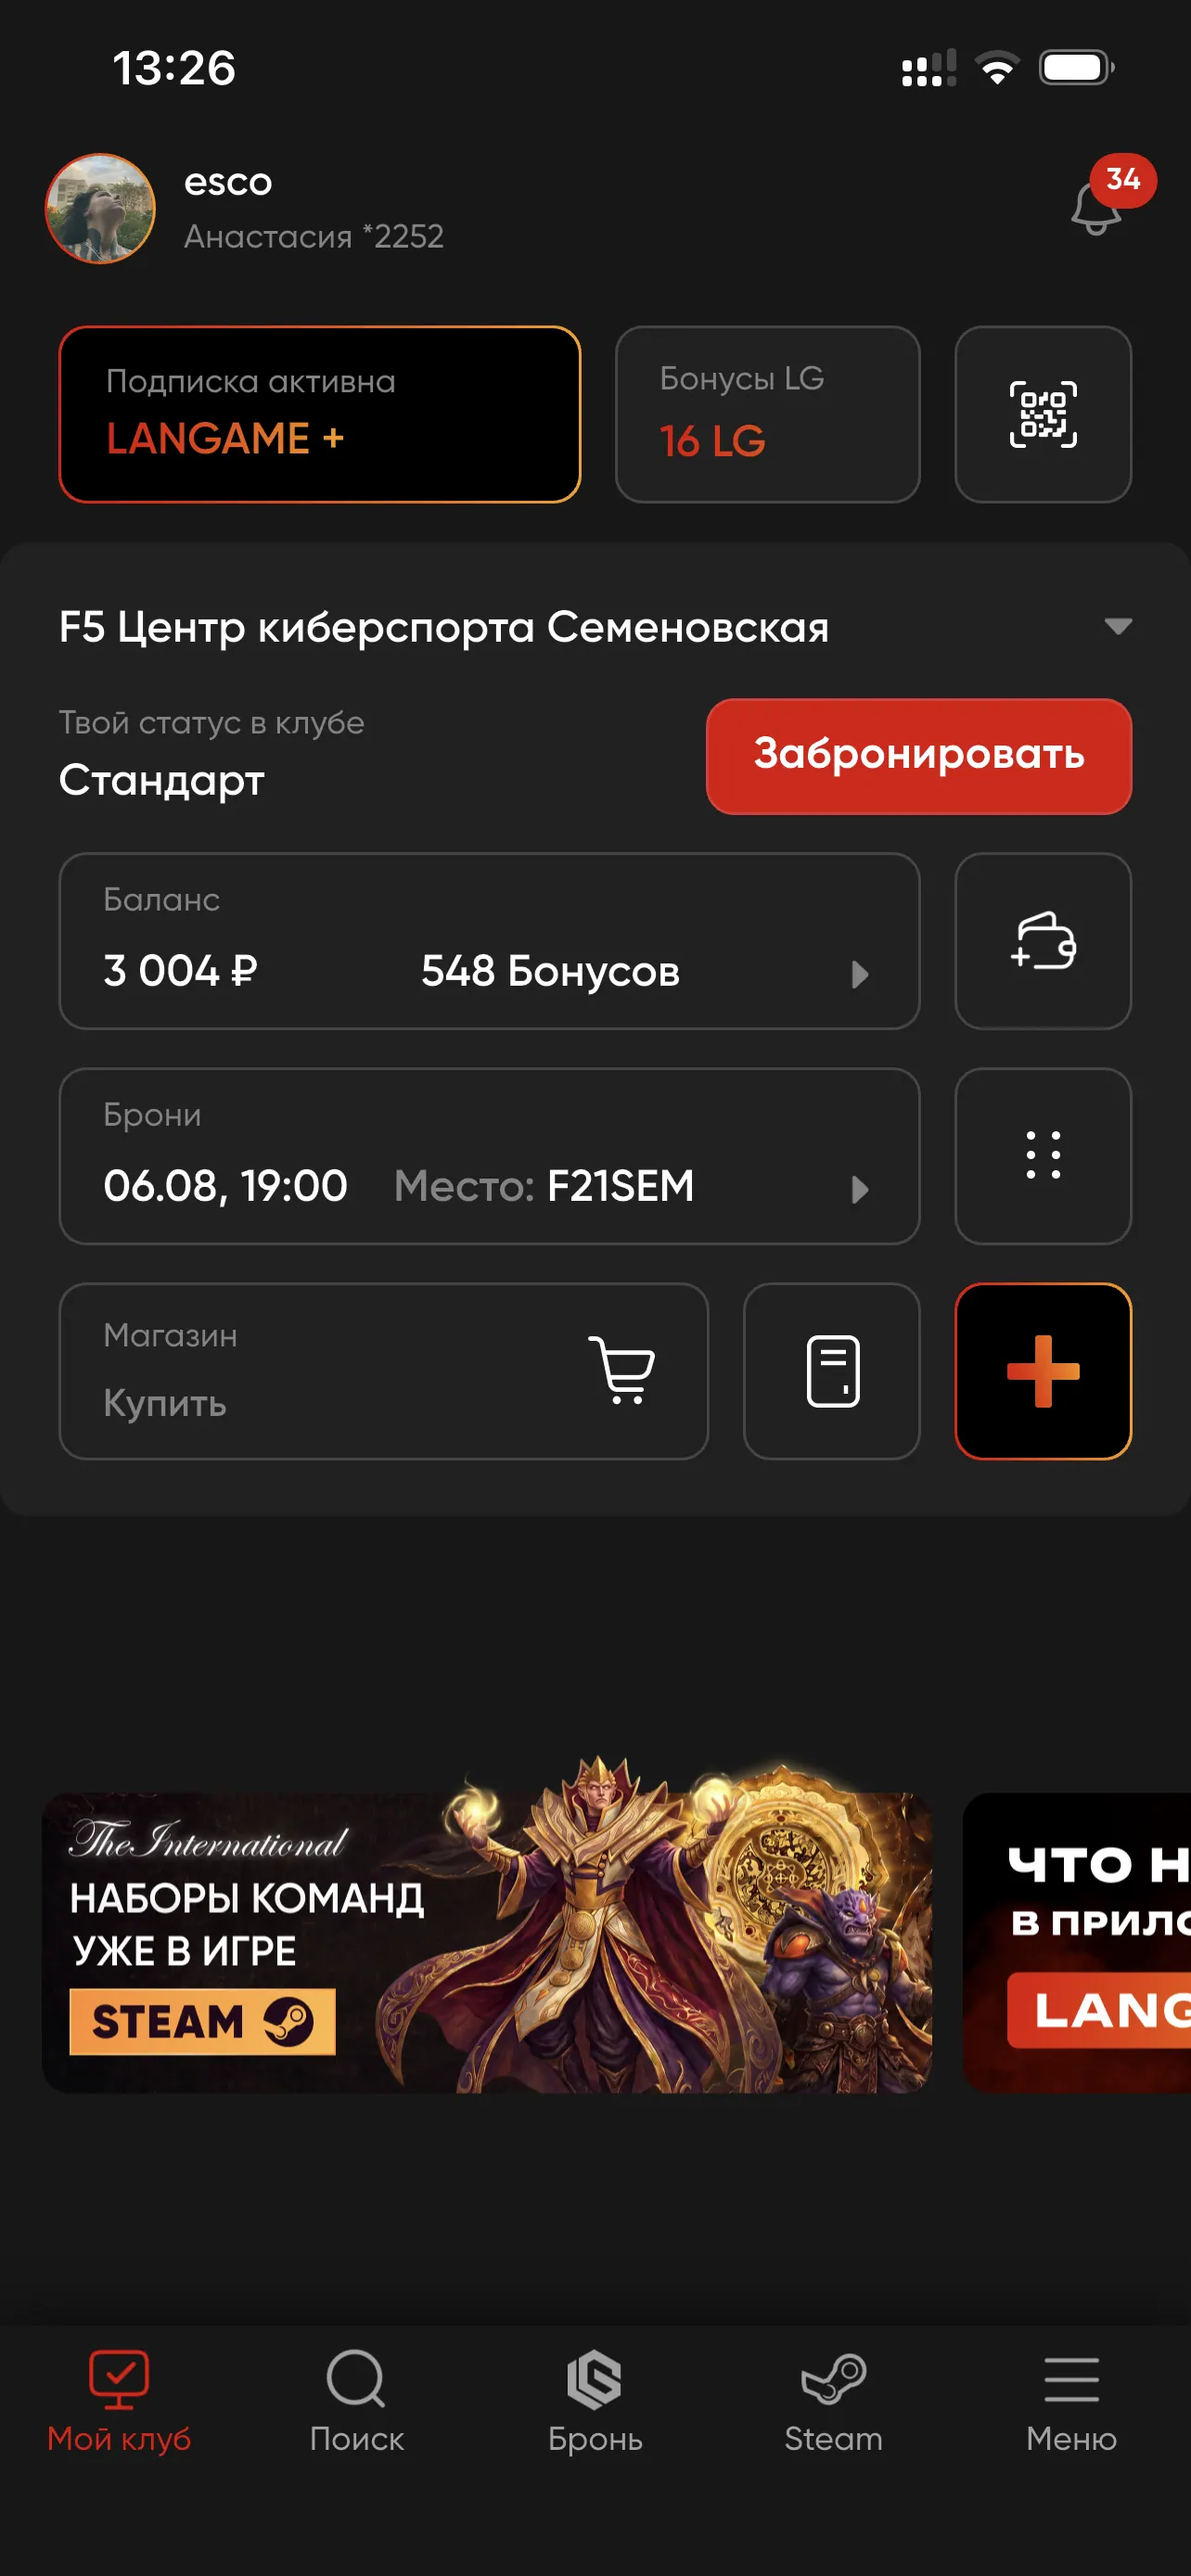 13:26
esco
34
Анастасия *2252
Подписка активна
LANGAME +
Бонусы LG
16 LG
F5 Центр киберспорта Семеновская
Твой статус в клубе
Стандарт
Забронировать
Баланс
3 004 ₽
548 Бонусов
Брони
06.08, 19:00
Место: F21SEM
Магазин
Купить
The International
НАБОРЫ КОМАНД
УЖЕ В ИГРЕ
STEAM
ЧТО Н
В ПРИЛО
LANG
Мой клуб
Поиск
Бронь
Steam
Меню